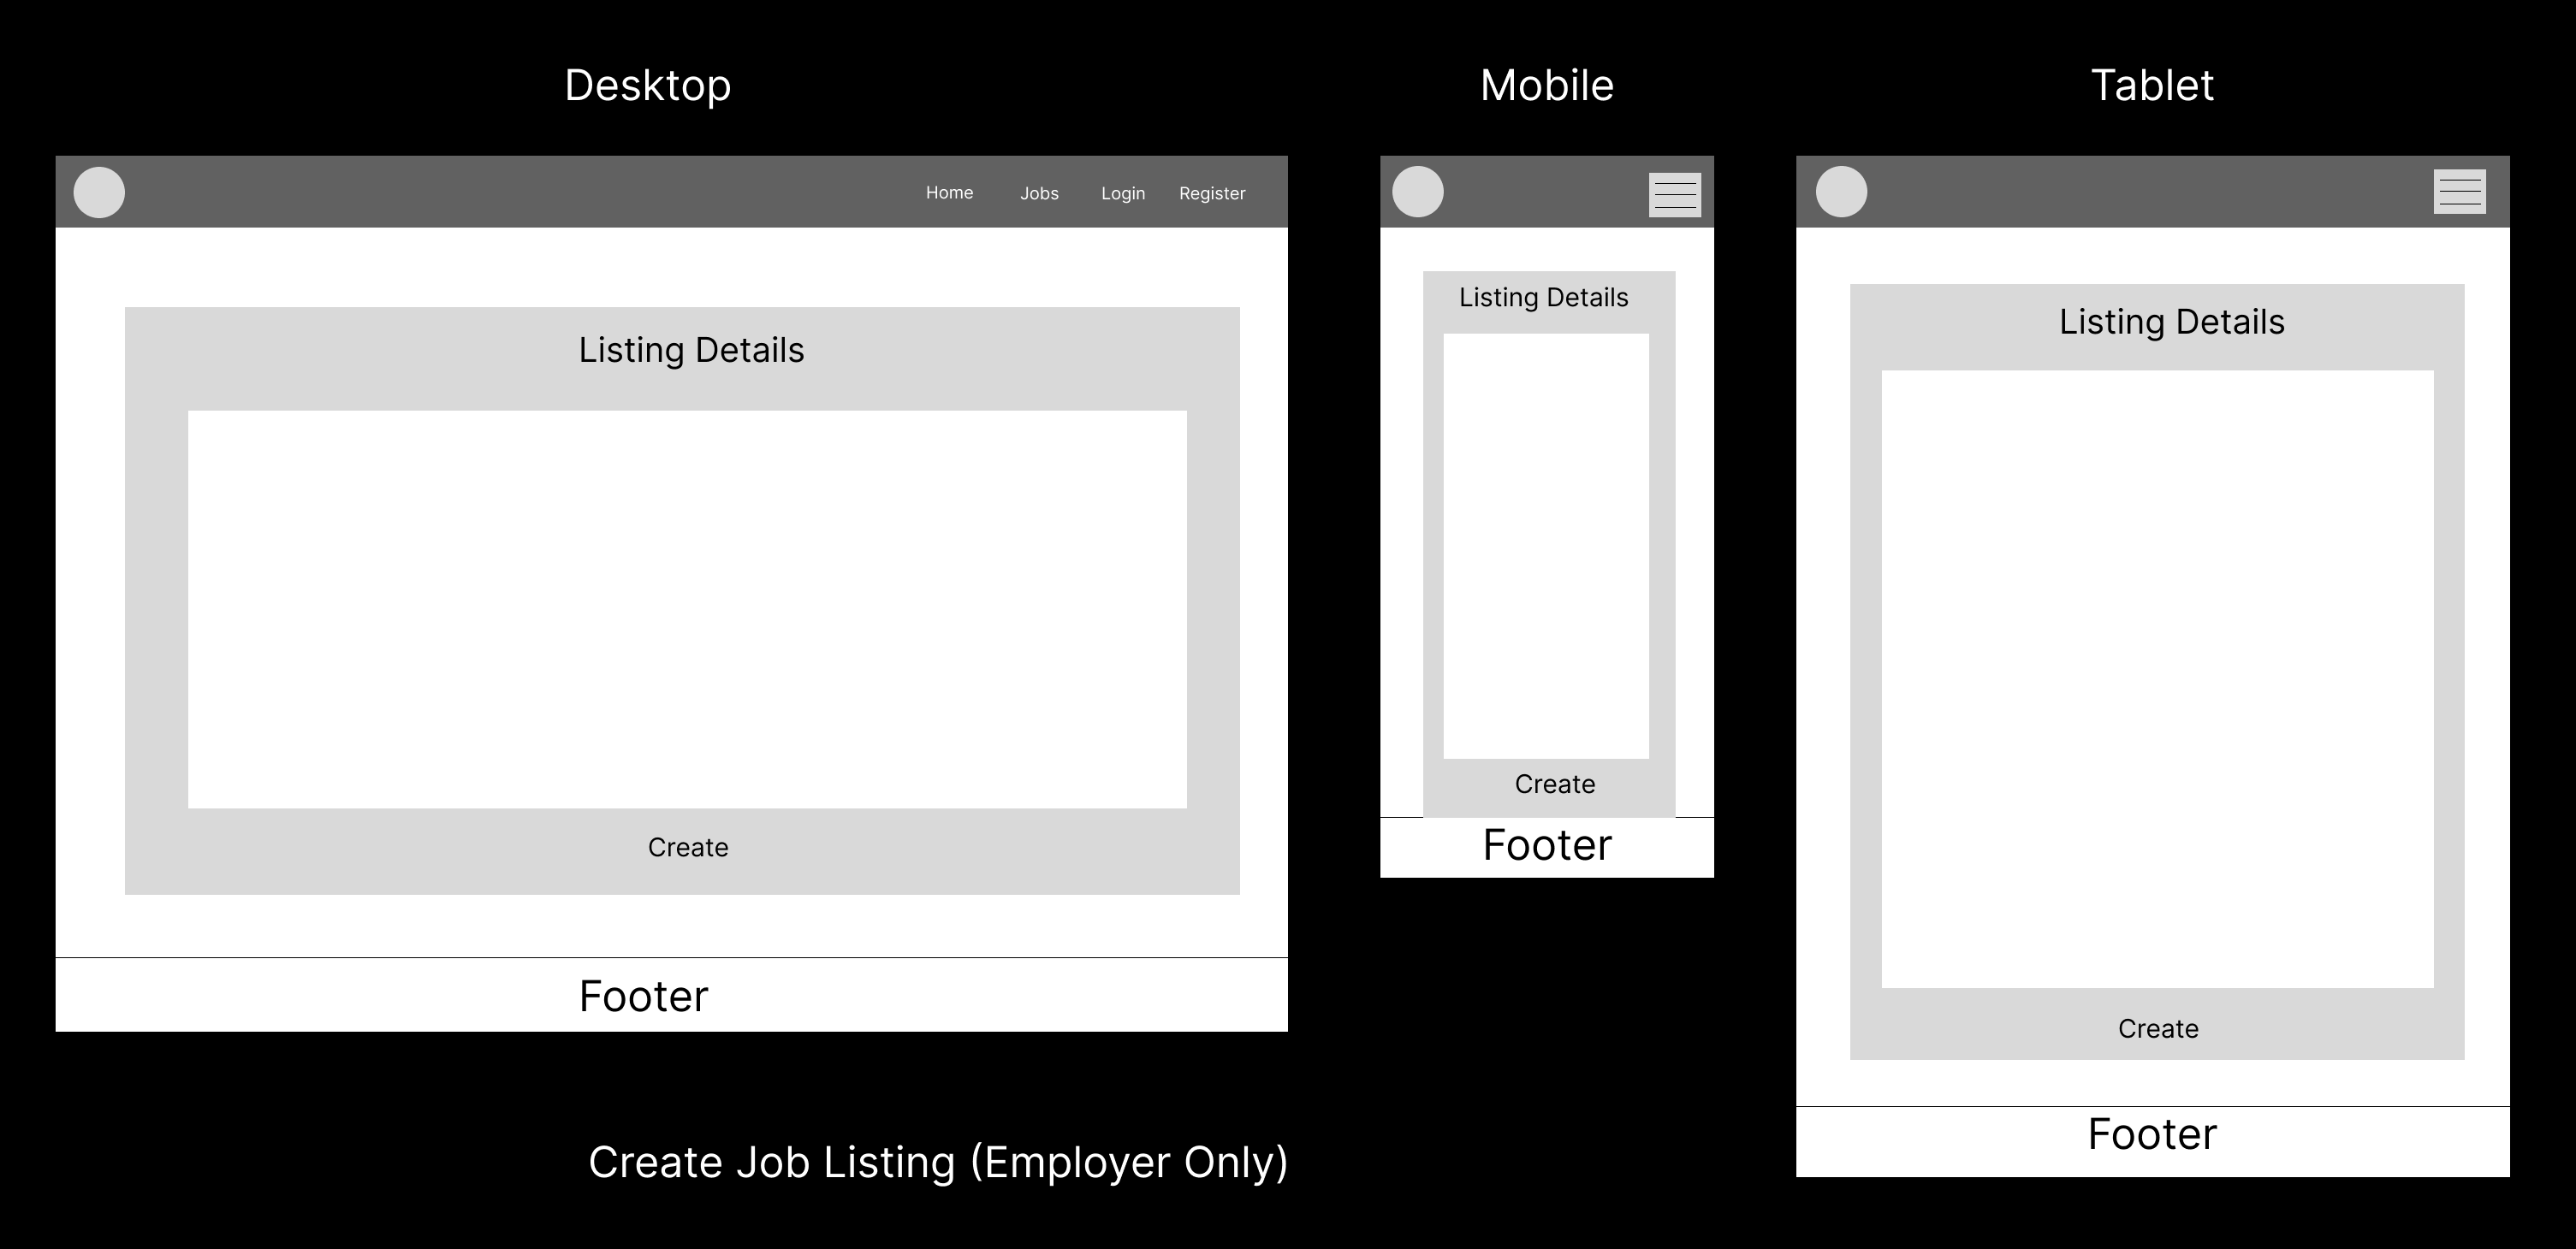 Desktop
Mobile
Tablet
Home Jobs Login Register
Listing Details
Create
Footer
Listing Details
Create
Footer
Listing Details
Create
Footer
Create Job Listing (Employer Only)